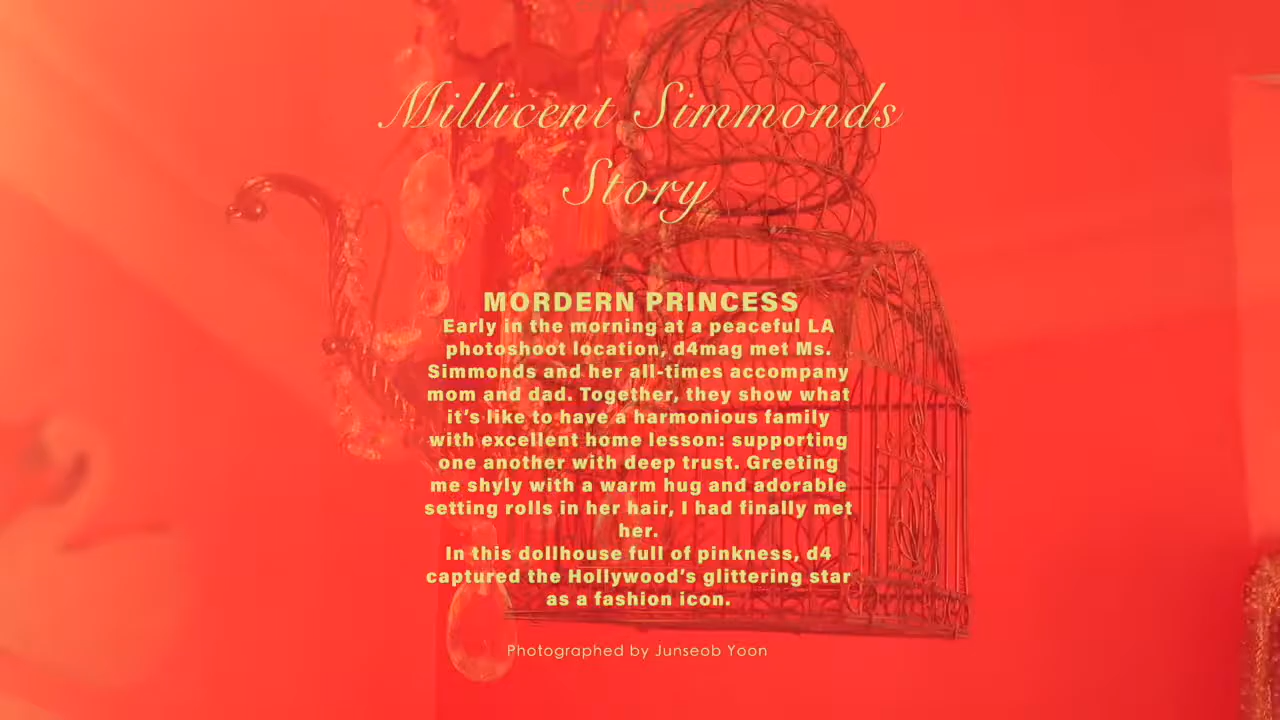 Millicent Simmonds
Story
MORDERN PRINCESS
Early in the morning at a peaceful LA
photoshoot location, d4mag met Ms.
Simmonds and her all-times accompany
mom and dad. Together, they show what
it’s like to have a harmonious family
with excellent home lesson: supporting
one another with deep trust. Greeting
me shyly with a warm hug and adorable
setting rolls in her hair, I had finally met
her.
In this dollhouse full of pinkness, d4
captured the Hollywood’s glittering star
as a fashion icon.
Photographed by Junseob Yoon